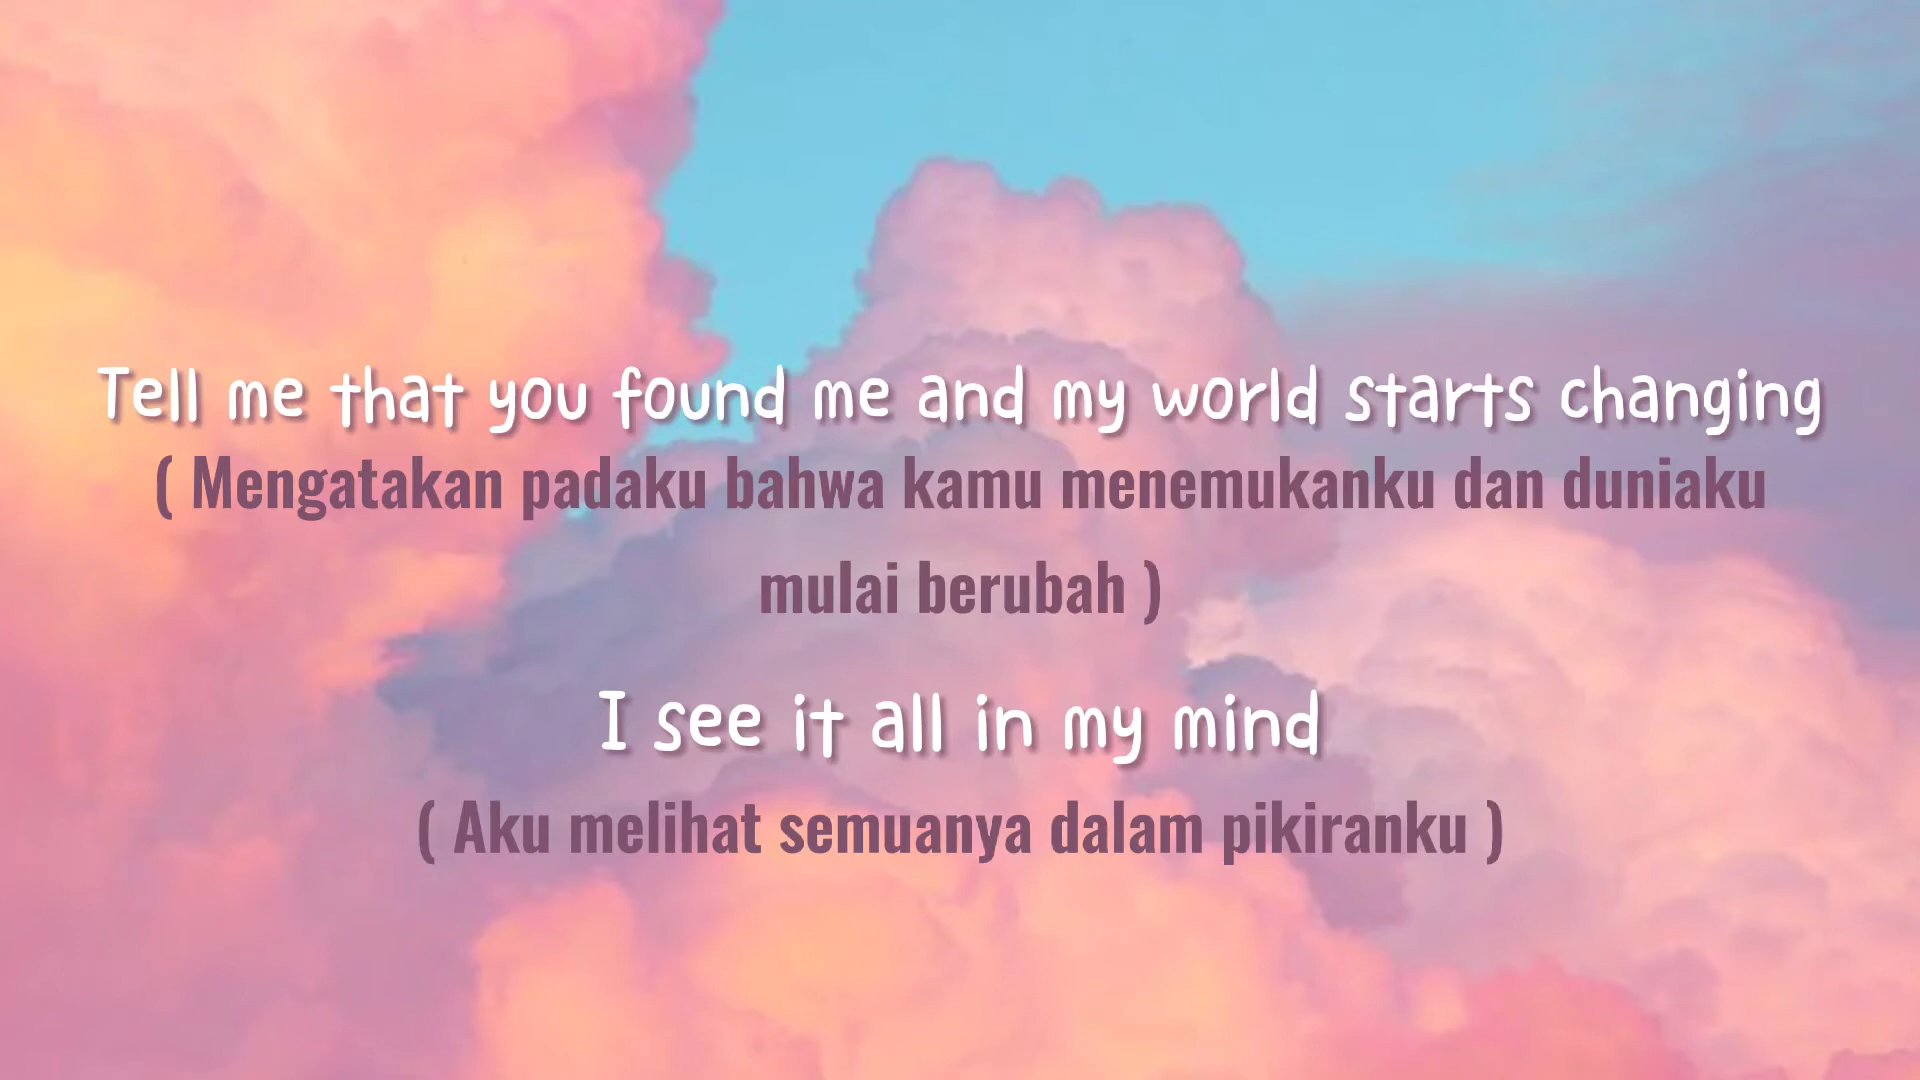 Tell me that you found me and my world starts changing
( Mengatakan padaku bahwa kamu menemukanku dan duniaku
mulai berubah )
I see it all in my mind
( Aku melihat semuanya dalam pikiranku )